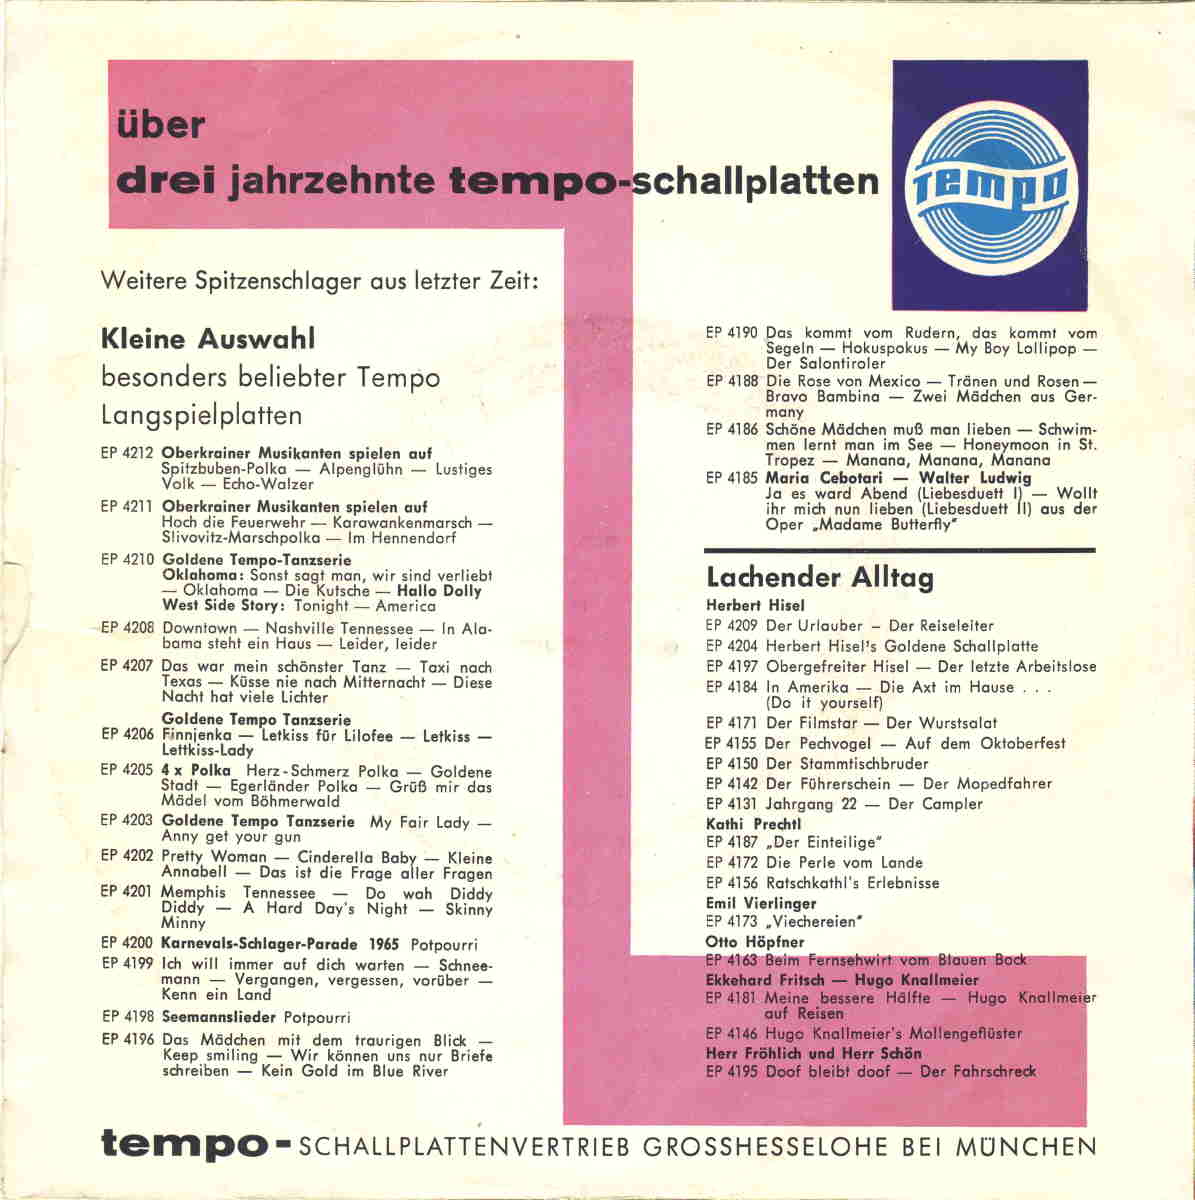 über
drei jahrzehnte tempo-schallplatten
TEMPO
Weitere Spitzenschlager aus letzter Zeit:
Kleine Auswahl
besonders beliebter Tempo
Langspielplatten
EP 4212 Oberkrainer Musikanten spielen auf
Spitzbuben-Polka — Alpenglühn — Lustiges
Volk — Echo-Walzer
EP 4211 Oberkrainer Musikanten spielen auf
Hoch die Feuerwehr — Karawankenmarsch —
Slivovitz-Marschpolka — Im Hennendorf
EP 4210 Goldene Tempo-Tanzserie
Oklahoma: Sonst sagt man, wir sind verliebt
— Oklahoma — Die Kutsche — Hallo Dolly
West Side Story: Tonight — America
EP 4208 Downtown — Nashville Tennessee — In Ala-
bama steht ein Haus — Leider, leider
EP 4207 Das war mein schönster Tanz — Taxi nach
Texas — Küsse nie nach Mitternacht — Diese
Nacht hat viele Lichter
Goldene Tempo Tanzserie
EP 4206 Finnjenka — Letkiss für Lilofee — Letkiss —
Lettkiss-Lady
EP 4205 4 x Polka Herz-Schmerz Polka — Goldene
Stadt — Egerländer Polka — Grüß mir das
Mädel vom Böhmerwald
EP 4203 Goldene Tempo Tanzserie My Fair Lady —
Anny get your gun
EP 4202 Pretty Woman — Cinderella Baby — Kleine
Annabell — Das ist die Frage aller Fragen
EP 4201 Memphis Tennessee — Do wah Diddy
Diddy — A Hard Day's Night — Skinny
Minny
EP 4200 Karnevals-Schlager-Parade 1965 Potpourri
EP 4199 Ich will immer auf dich warten — Schnee-
mann — Vergangen, vergessen, vorüber —
Kenn ein Land
EP 4198 Seemannslieder Potpourri
EP 4196 Das Mädchen mit dem traurigen Blick —
Keep smiling — Wir können uns nur Briefe
schreiben — Kein Gold im Blue River
EP 4190 Das kommt vom Rudern, das kommt vom
Segeln — Hokuspokus — My Boy Lollipop —
Der Salontiroler
EP 4188 Die Rose von Mexico — Tränen und Rosen —
Bravo Bambina — Zwei Mädchen aus Ger-
many
EP 4186 Schöne Mädchen muß man lieben — Schwim-
men lernt man im See — Honeymoon in St.
Tropez — Manana, Manana, Manana
EP 4185 Maria Cebotari — Walter Ludwig
Ja es ward Abend (Liebesduett I) — Wollt
ihr mich nun lieben (Liebesduett II) aus der
Oper „Madame Butterfly"
Lachender Alltag
Herbert Hisel
EP 4209 Der Urlauber – Der Reiseleiter
EP 4204 Herbert Hisel's Goldene Schallplatte
EP 4197 Obergefreiter Hisel — Der letzte Arbeitslose
EP 4184 In Amerika — Die Axt im Hause . . .
(Do it yourself)
EP 4171 Der Filmstar — Der Wurstsalat
EP 4155 Der Pechvogel — Auf dem Oktoberfest
EP 4150 Der Stammtischbruder
EP 4142 Der Führerschein — Der Mopedfahrer
EP 4131 Jahrgang 22 — Der Campler
Kathi Prechtl
EP 4187 „Der Einteilige"
EP 4172 Die Perle vom Lande
EP 4156 Ratschkathl's Erlebnisse
Emil Vierlinger
EP 4173 „Viechereien"
Otto Höpfner
EP 4163 Beim Fernsehwirt vom Blauen Bock
Ekkehard Fritsch — Hugo Knallmeier
EP 4181 Meine bessere Hälfte — Hugo Knallmeier
auf Reisen
EP 4146 Hugo Knallmeier's Mollengeflüster
Herr Fröhlich und Herr Schön
EP 4195 Doof bleibt doof — Der Fahrschreck
tempo-SCHALLPLATTENVERTRIEB GROSSHESSELOHE BEI MÜNCHEN